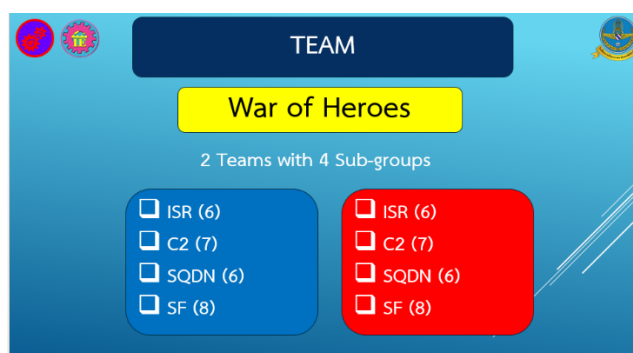 TEAM
War of Heroes
2 Teams with 4 Sub-groups
ISR (6)
C2 (7)
SQDN (6)
SF (8)
ISR (6)
C2 (7)
SQDN (6)
SF (8)